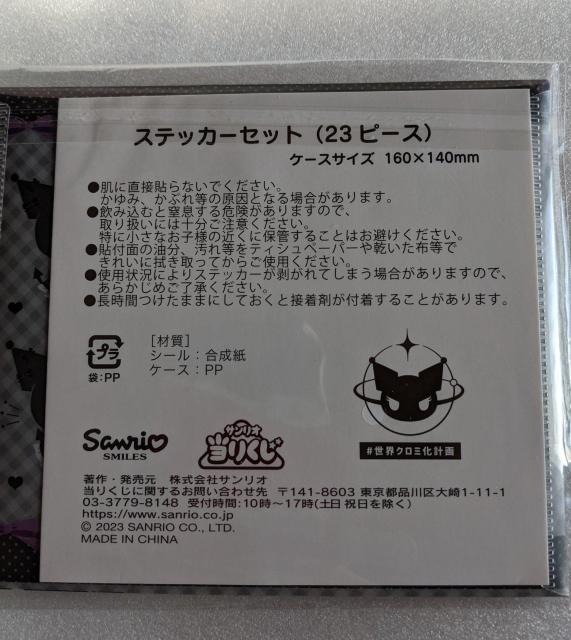 ステッカーセット（23ピース）
ケースサイズ 160×140mm
●肌に直接貼らないでください。
かゆみ、かぶれ等の原因となる場合があります。
●飲み込むと窒息する危険がありますので、
取り扱いには十分ご注意ください。
特に小さなお子様の近くに保管することはお避けください。
●貼付面の油分、汚れ等をティシュペーパーや乾いた布等で
きれいに拭き取ってからご使用ください。
●使用状況によりステッカーが剥がれてしまう場合がありますので、
あらかじめご了承ください。
●長時間つけたままにしておくと接着剤が付着することがあります。
プラ
袋：PP
[材質]
シール：合成紙
ケース：PP
Sanrio
SMILES
サンリオ
当りくじ
#世界クロミ化計画
著作・発売元 株式会社サンリオ
当りくじに関するお問い合わせ先 〒141-8603 東京都品川区大崎1-11-1
03-3779-8148 受付時間：10時～17時(土日祝日を除く)
https://www.sanrio.co.jp
© 2023 SANRIO CO., LTD.
MADE IN CHINA